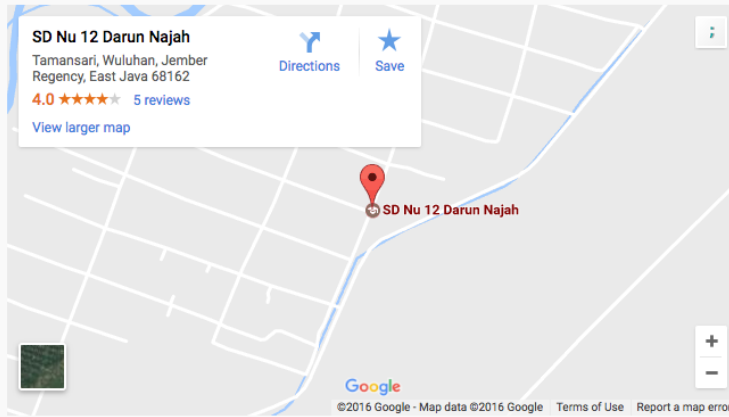 SD Nu 12 Darun Najah
Tamansari, Wuluhan, Jember
Regency, East Java 68162
4.0 ★★★★★ 5 reviews
View larger map
Directions
Save
SD Nu 12 Darun Najah
+
−
Google
©2016 Google - Map data ©2016 Google Terms of Use Report a map error